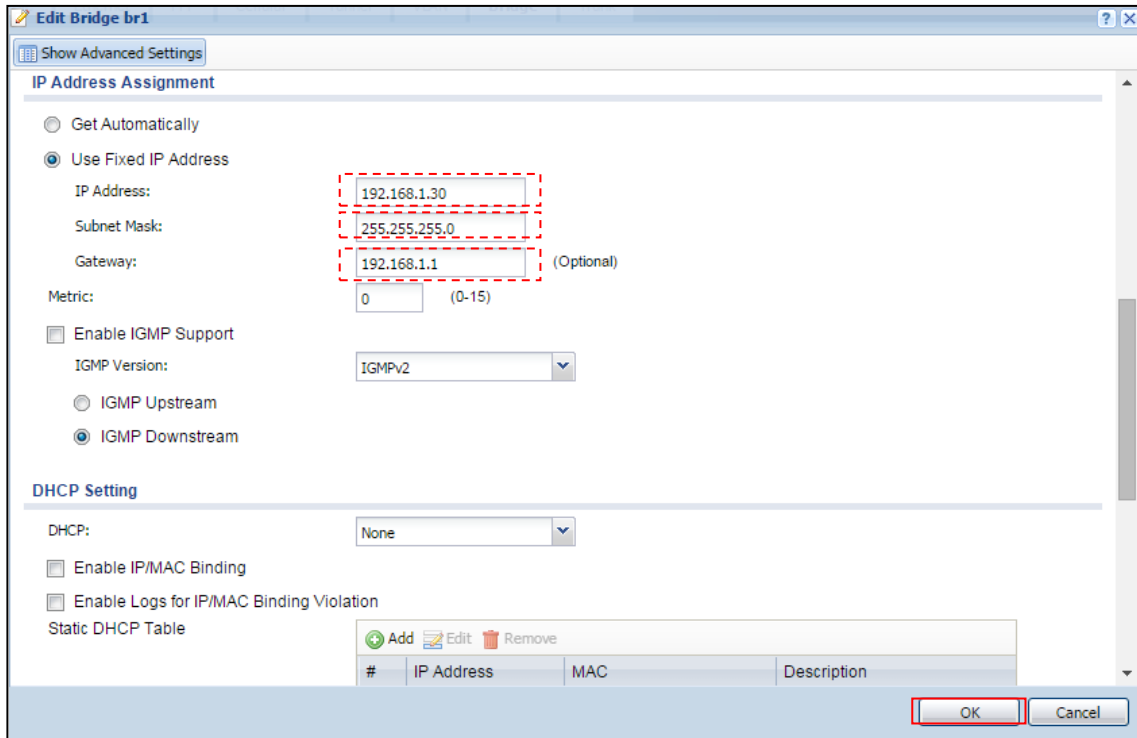 Edit Bridge br1
Show Advanced Settings
IP Address Assignment
Get Automatically
Use Fixed IP Address
IP Address: 192.168.1.30
Subnet Mask: 255.255.255.0
Gateway: 192.168.1.1 (Optional)
Metric: 0 (0-15)
Enable IGMP Support
IGMP Version: IGMPv2
IGMP Upstream
IGMP Downstream
DHCP Setting
DHCP: None
Enable IP/MAC Binding
Enable Logs for IP/MAC Binding Violation
Static DHCP Table
Add Edit Remove
# IP Address MAC Description
OK Cancel